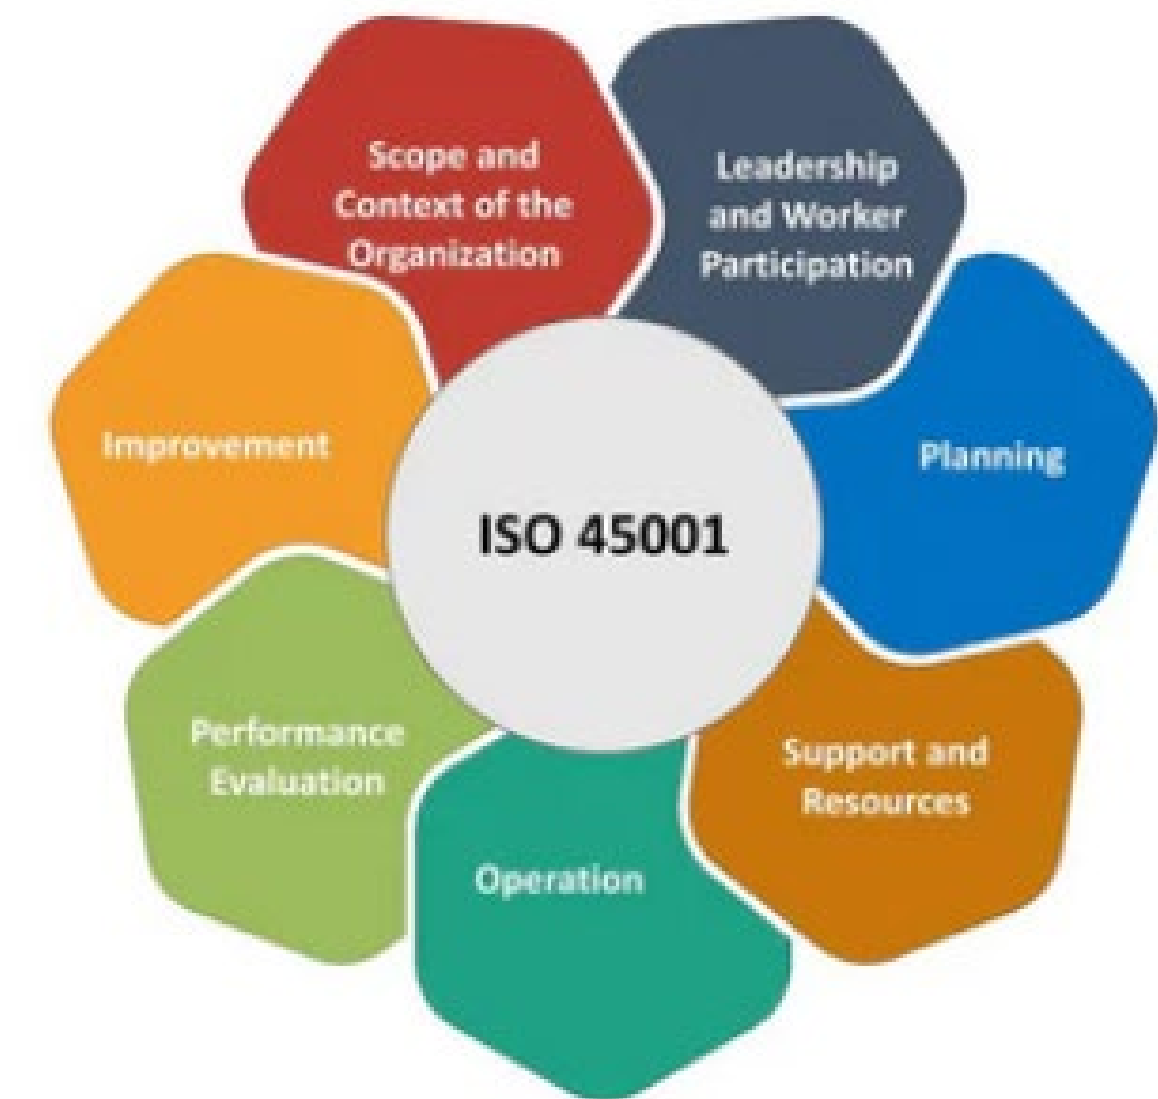 Scope and
Context of the
Organization
Leadership
and Worker
Participation
Improvement
Planning
ISO 45001
Performance
Evaluation
Support and
Resources
Operation